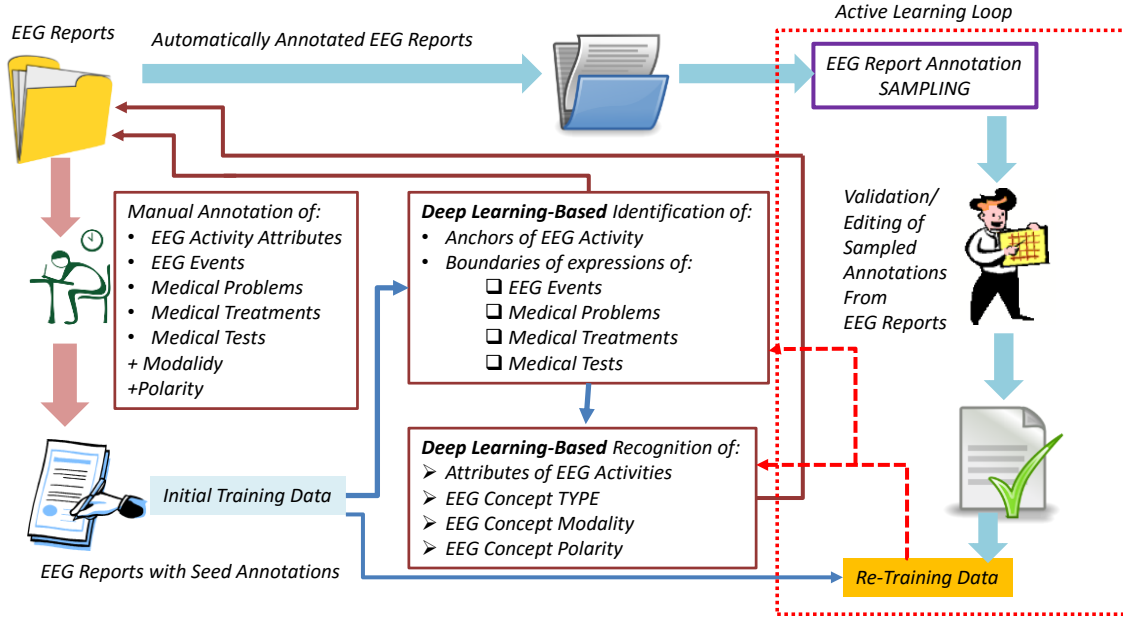 Active Learning Loop
EEG Reports
Automatically Annotated EEG Reports
EEG Report Annotation
SAMPLING
Manual Annotation of:
• EEG Activity Attributes
• EEG Events
• Medical Problems
• Medical Treatments
• Medical Tests
+ Modalidy
+Polarity
Deep Learning-Based Identification of:
• Anchors of EEG Activity
• Boundaries of expressions of:
❑ EEG Events
❑ Medical Problems
❑ Medical Treatments
❑ Medical Tests
Validation/
Editing of
Sampled
Annotations
From
EEG Reports
Deep Learning-Based Recognition of:
➢ Attributes of EEG Activities
➢ EEG Concept TYPE
➢ EEG Concept Modality
➢ EEG Concept Polarity
Initial Training Data
EEG Reports with Seed Annotations
Re-Training Data